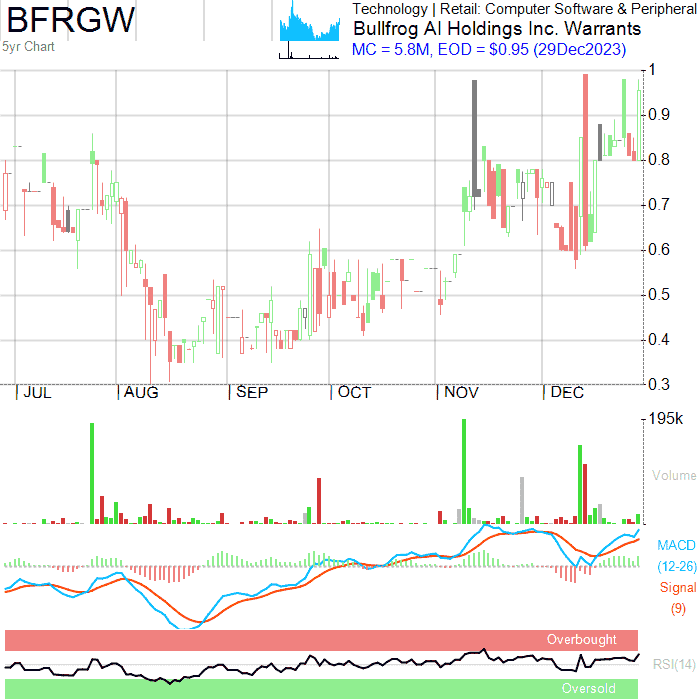 BFRGW
5yr Chart
Technology | Retail: Computer Software & Peripheral
Bullfrog AI Holdings Inc. Warrants
MC = 5.8M, EOD = $0.95 (29Dec2023)
1
0.9
0.8
0.7
0.6
0.5
0.4
0.3
JUL AUG SEP OCT NOV DEC
195k
Volume
MACD
(12-26)
Signal
(9)
Overbought
RSI(14)
Oversold